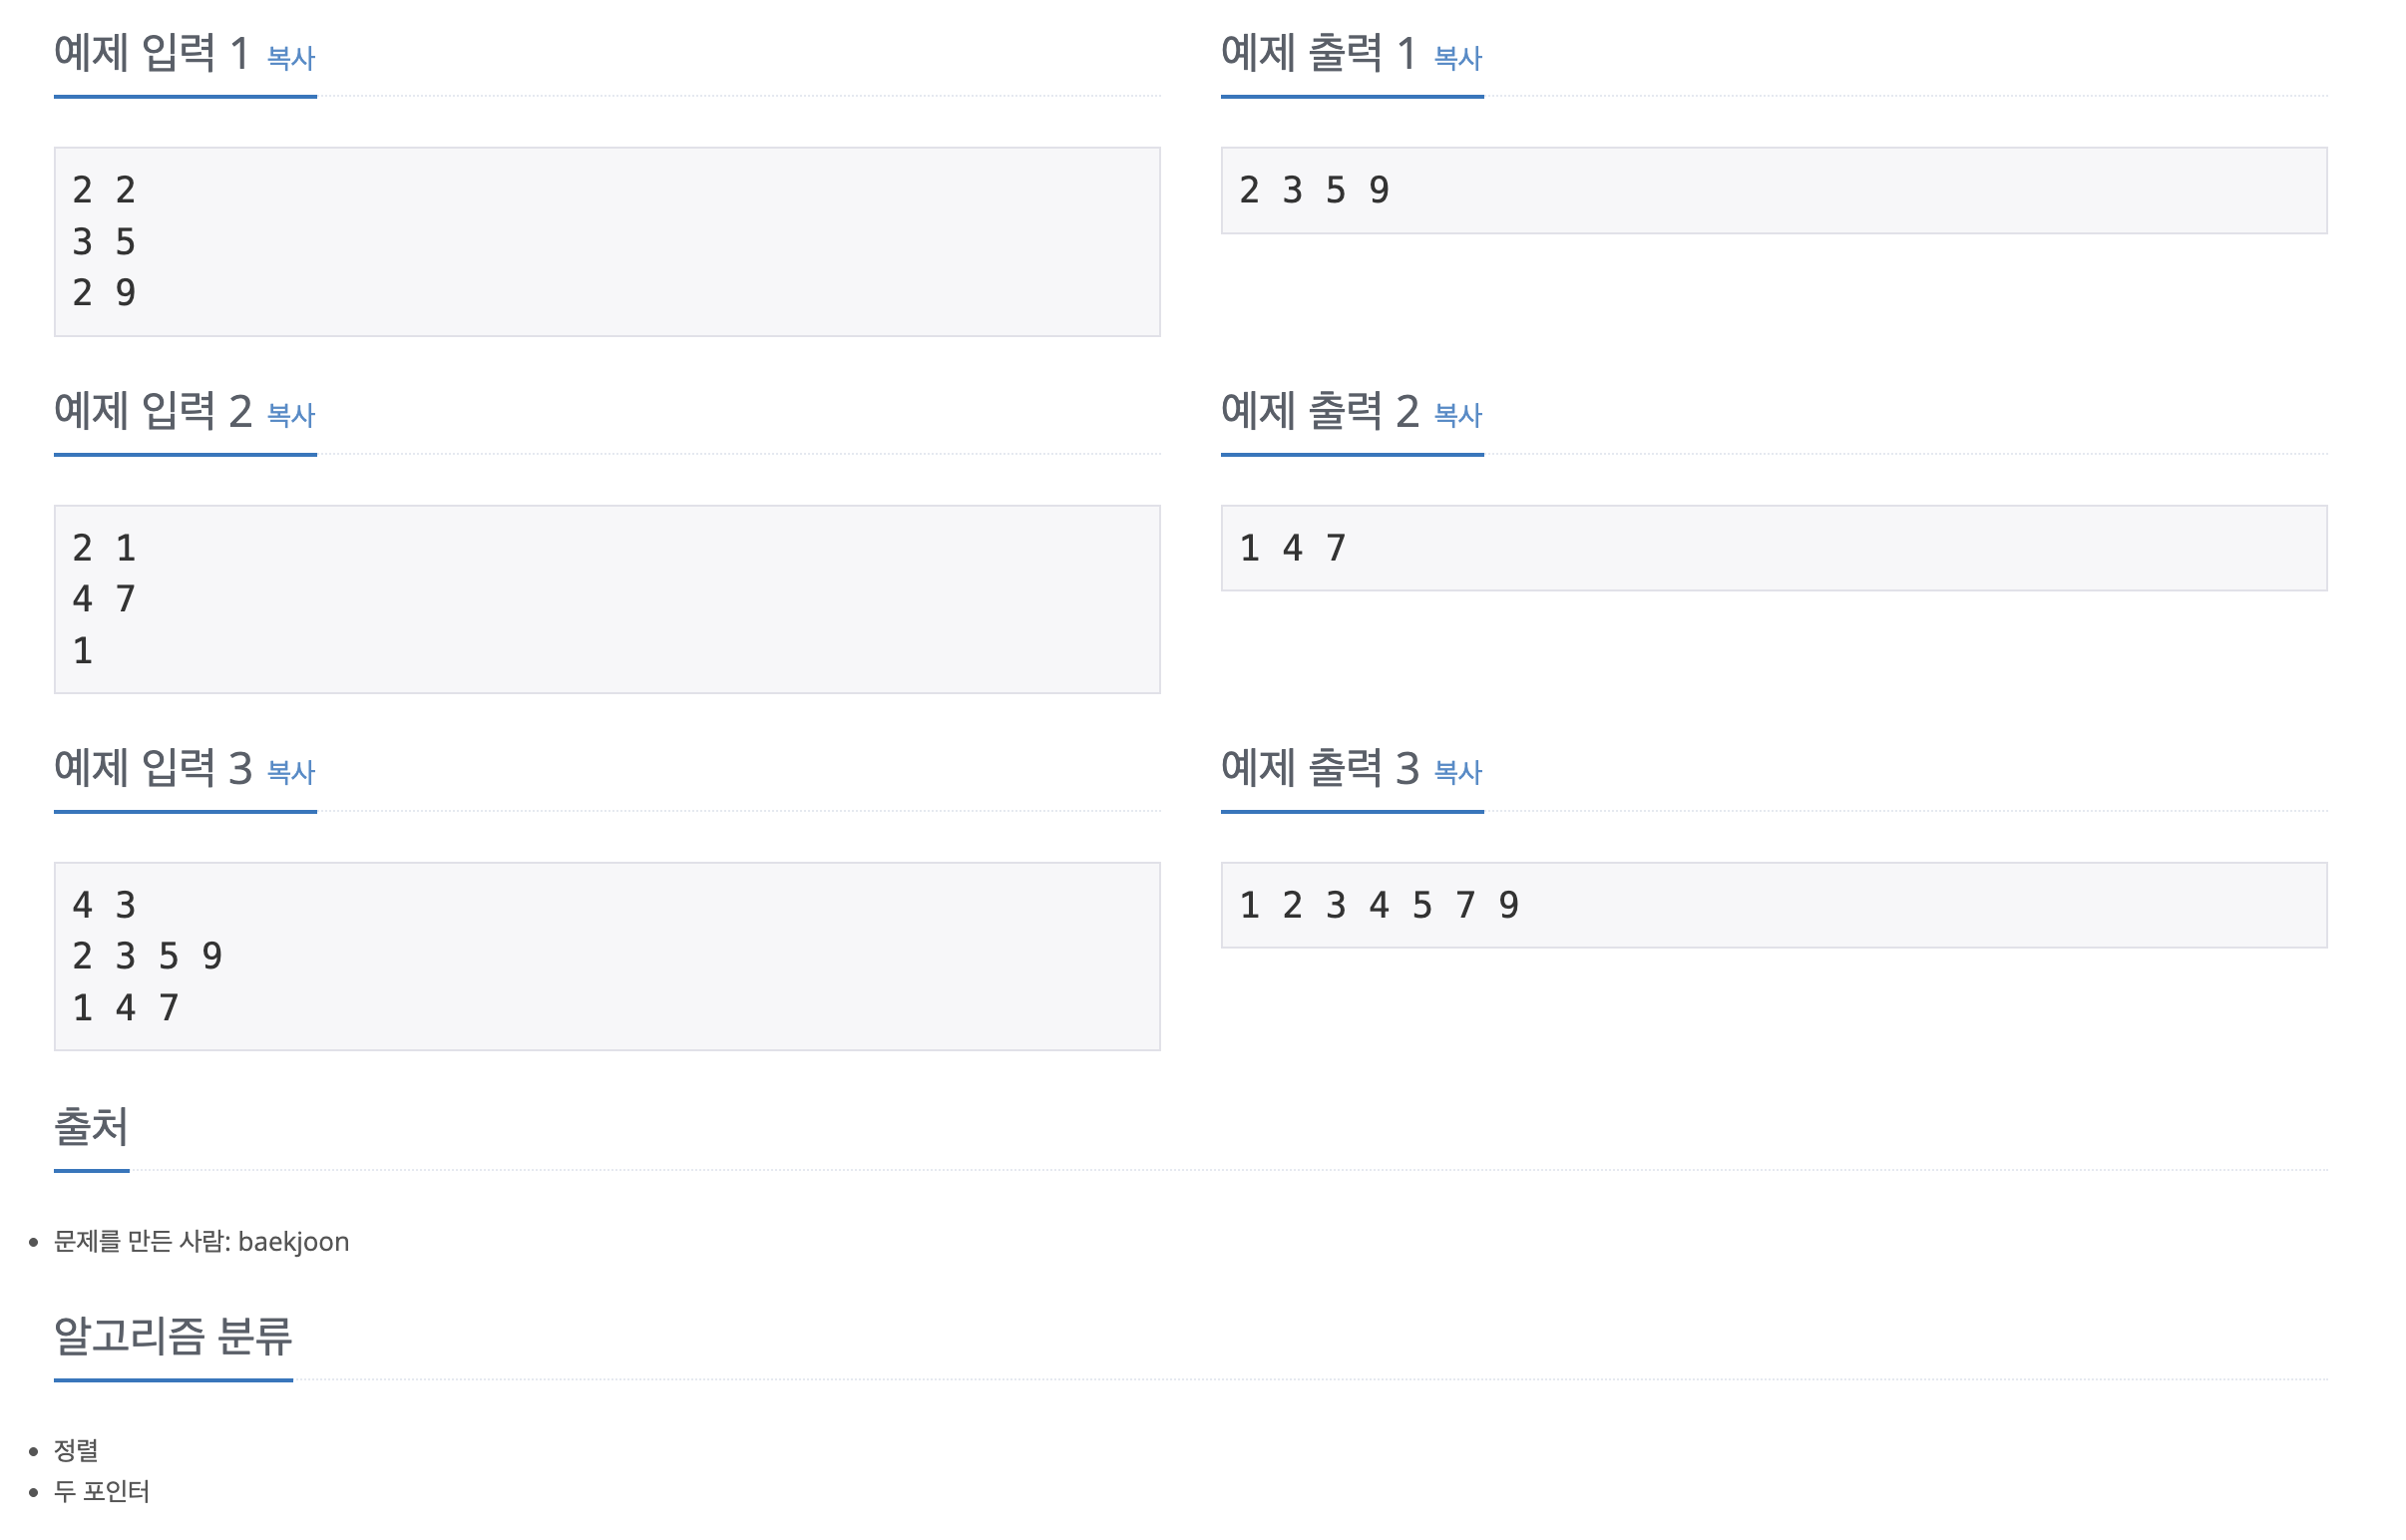 예제 입력 1 복사
2 2
3 5
2 9
예제 출력 1 복사
2 3 5 9
예제 입력 2 복사
2 1
4 7
1
예제 출력 2 복사
1 4 7
예제 입력 3 복사
4 3
2 3 5 9
1 4 7
예제 출력 3 복사
1 2 3 4 5 7 9
출처
문제를 만든 사람: baekjoon
알고리즘 분류
정렬
두 포인터